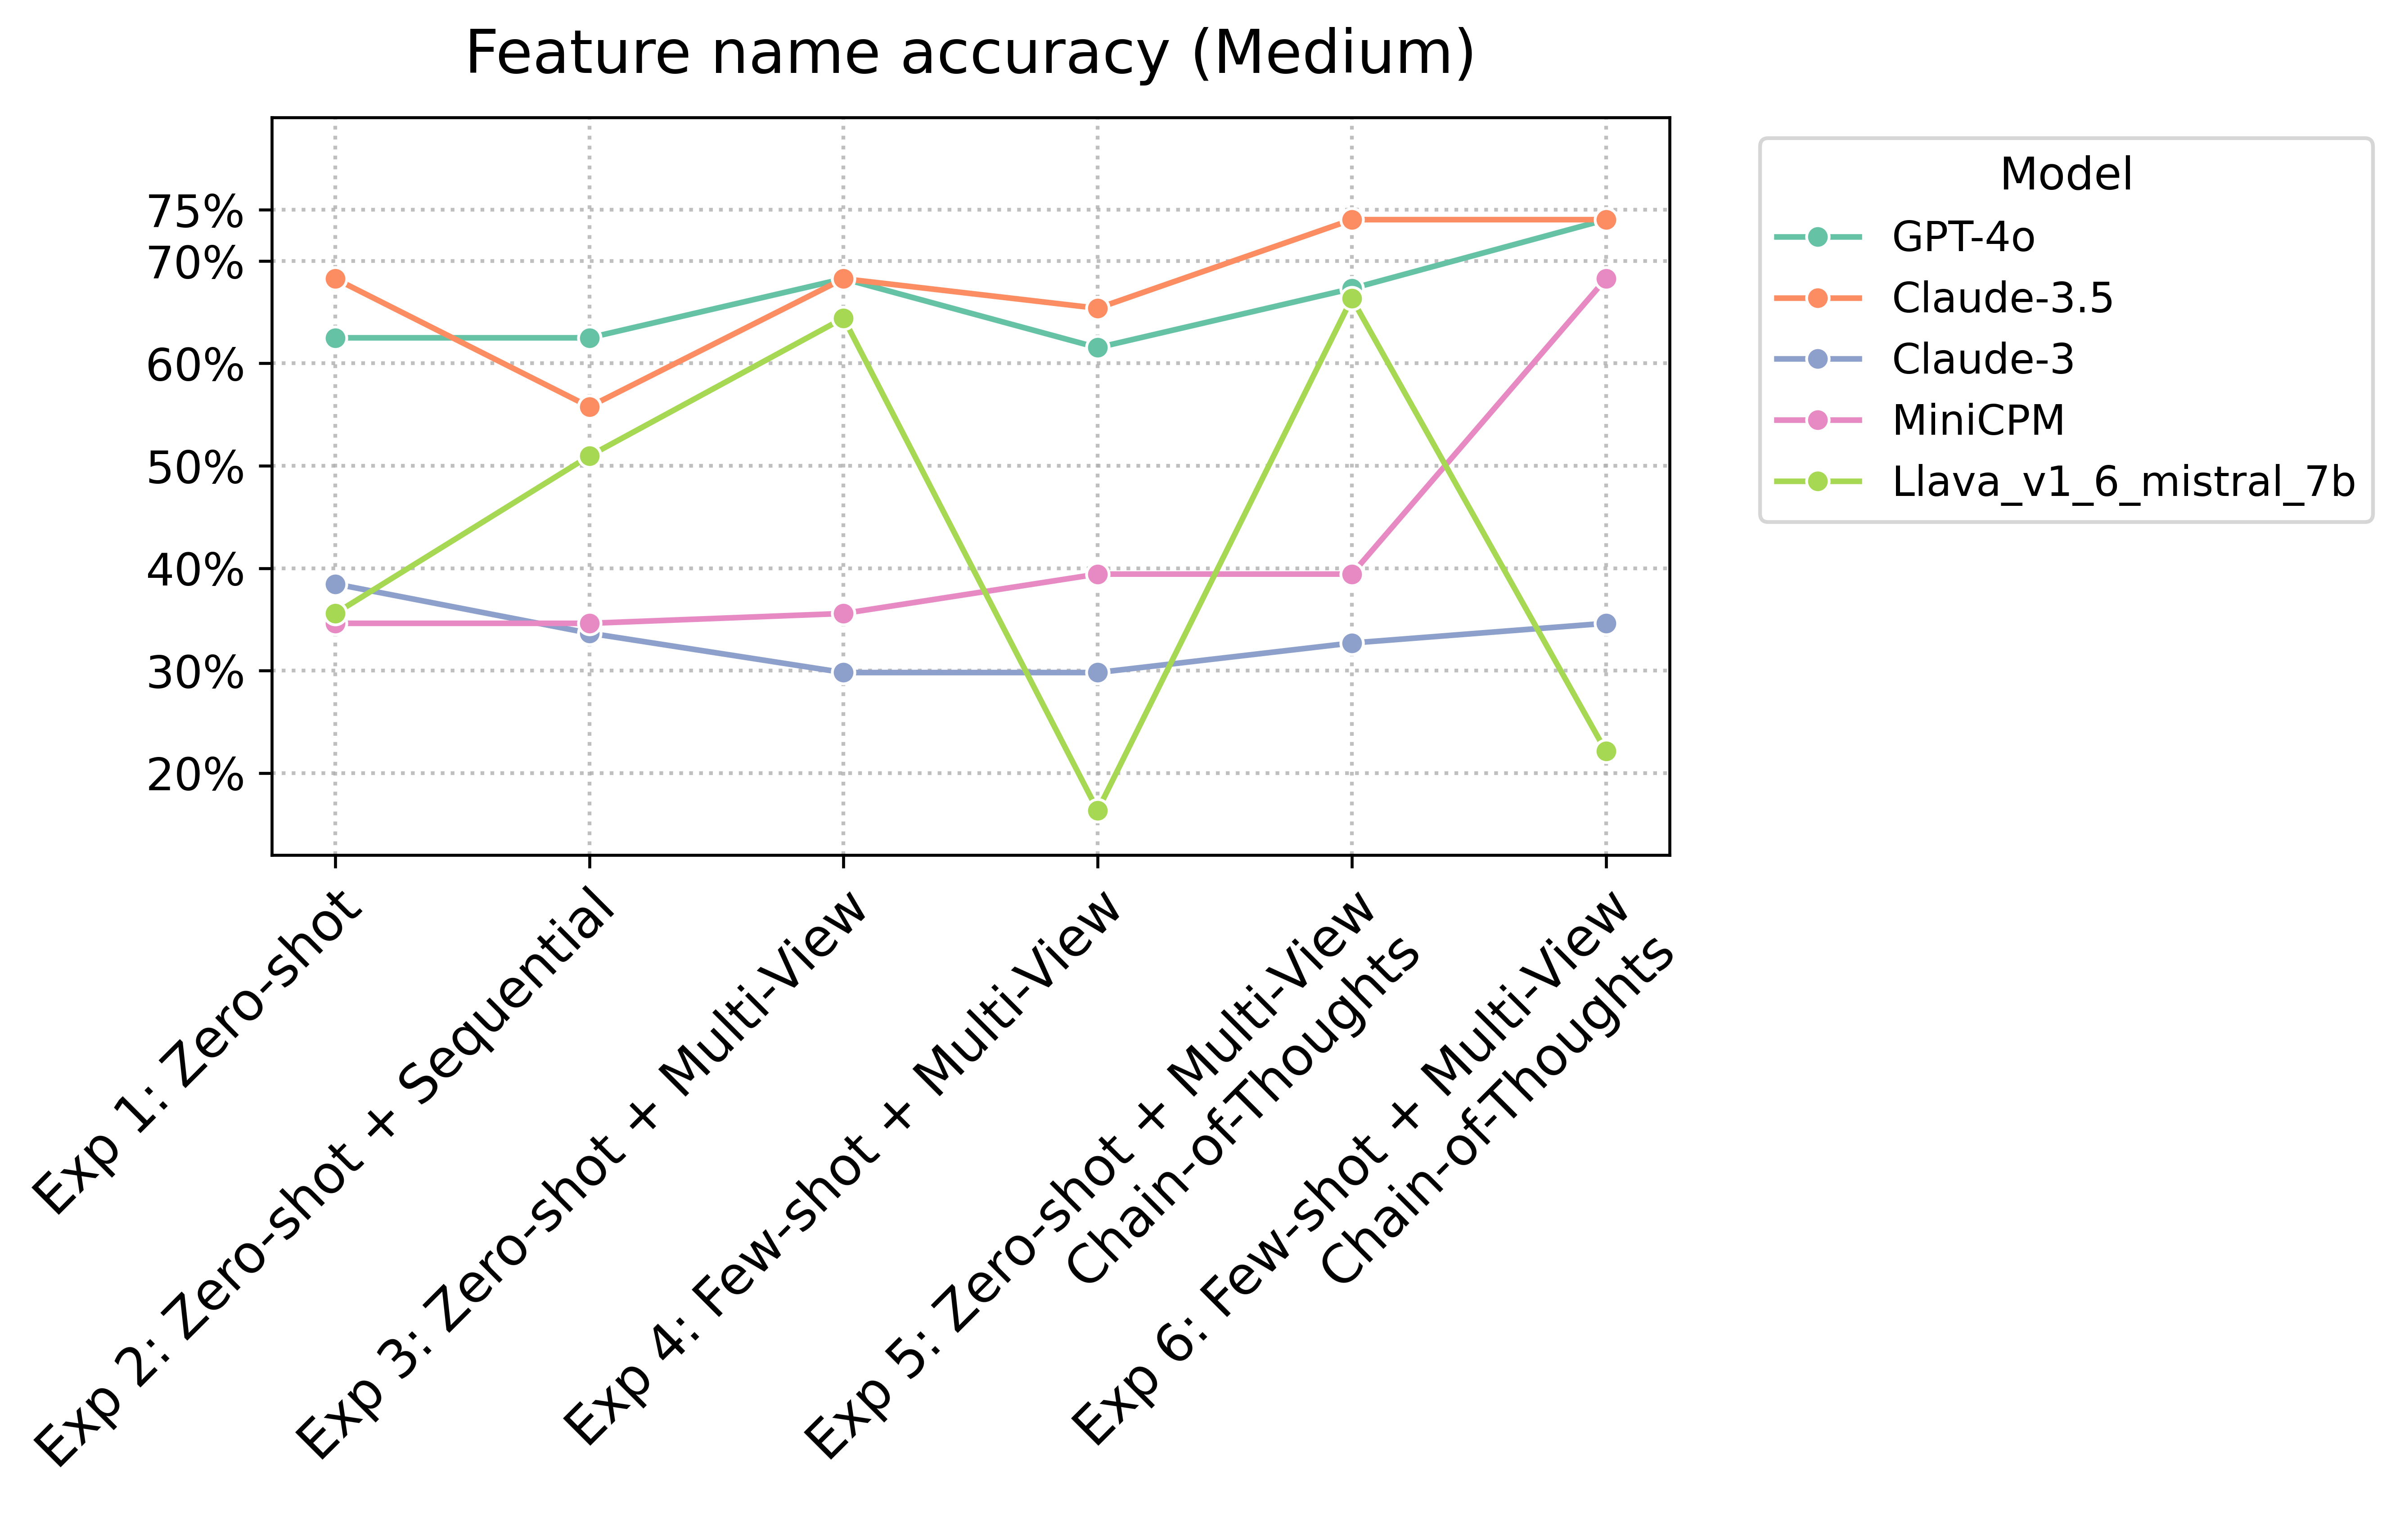 Feature name accuracy (Medium)
75%
70%
60%
50%
40%
30%
20%
Exp 1: Zero-shot
Exp 2: Zero-shot + Sequential
Exp 3: Zero-shot + Multi-View
Exp 4: Few-shot + Multi-View
Exp 5: Zero-shot + Multi-View
Chain-of-Thoughts
Exp 6: Few-shot + Multi-View
Chain-of-Thoughts
Model
GPT-4o
Claude-3.5
Claude-3
MiniCPM
Llava_v1_6_mistral_7b